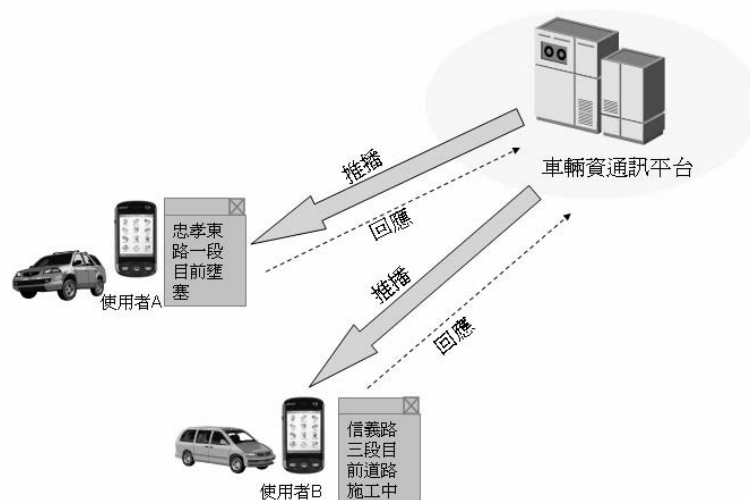 車輛資通訊平台
推播
回應
忠孝東
路一段
目前壅
塞
使用者A
推播
回應
信義路
三段目
前道路
施工中
使用者B